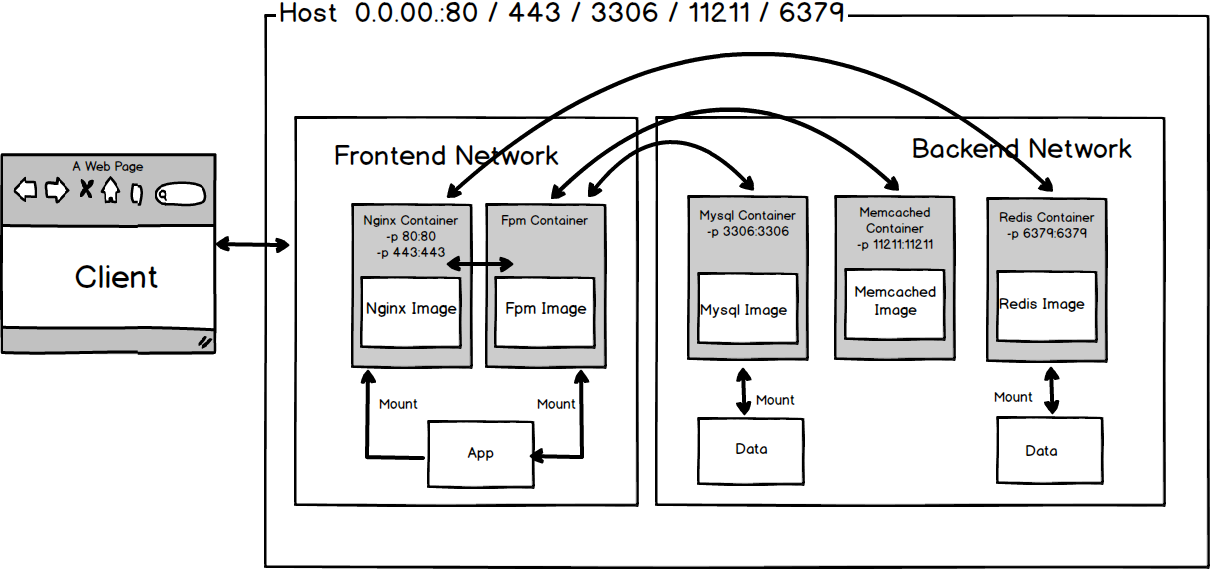 Host 0.0.00.:80 / 443 / 3306 / 11211 / 6379
A Web Page
Client
Frontend Network
Nginx Container
-p 80:80
-p 443:443
Nginx Image
Fpm Container
Fpm Image
Mount
Mount
App
Backend Network
Mysql Container
-p 3306:3306
Mysql Image
Memcached
Container
-p 11211:11211
Memcached
Image
Redis Container
-p 6379:6379
Redis Image
Mount
Data
Mount
Data